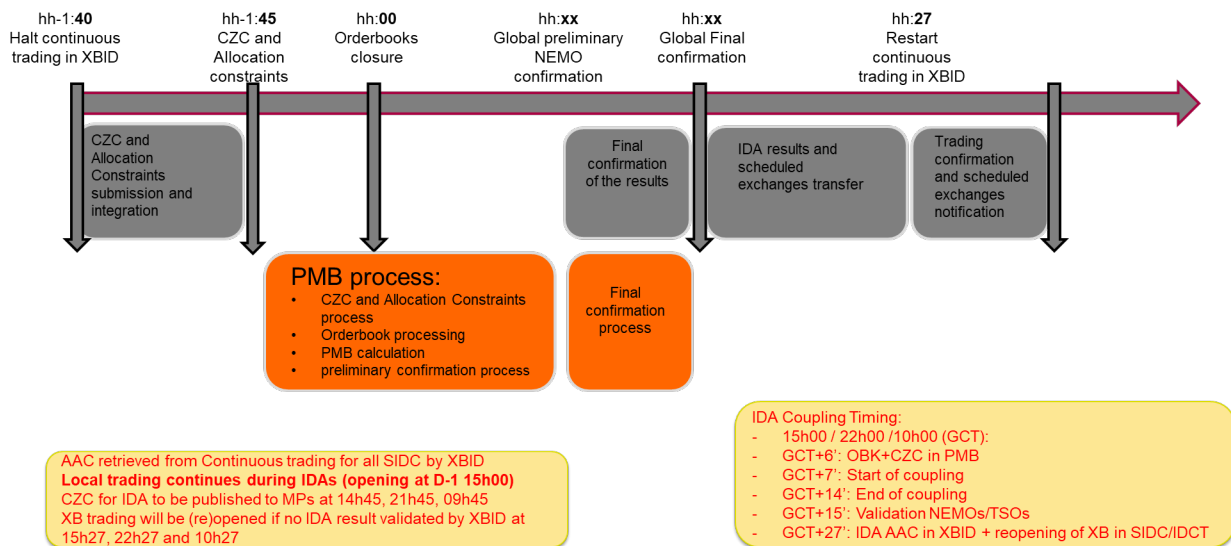 hh-1:40
Halt continuous
trading in XBID
hh-1:45
CZC and
Allocation
constraints
hh:00
Orderbooks
closure
hh:xx
Global preliminary
NEMO
confirmation
hh:xx
Global Final
confirmation
hh:27
Restart
continuous
trading in XBID
CZC and
Allocation
Constraints
submission and
integration
Final
confirmation
of the results
IDA results and
scheduled
exchanges transfer
Trading
confirmation
and scheduled
exchanges
notification
PMB process:
• CZC and Allocation Constraints
process
• Orderbook processing
• PMB calculation
• preliminary confirmation process
Final
confirmation
process
AAC retrieved from Continuous trading for all SIDC by XBID
Local trading continues during IDAs (opening at D-1 15h00)
CZC for IDA to be published to MPs at 14h45, 21h45, 09h45
XB trading will be (re)opened if no IDA result validated by XBID at
15h27, 22h27 and 10h27
IDA Coupling Timing:
- 15h00 / 22h00 /10h00 (GCT):
- GCT+6’: OBK+CZC in PMB
- GCT+7’: Start of coupling
- GCT+14’: End of coupling
- GCT+15’: Validation NEMOs/TSOs
- GCT+27’: IDA AAC in XBID + reopening of XB in SIDC/IDCT